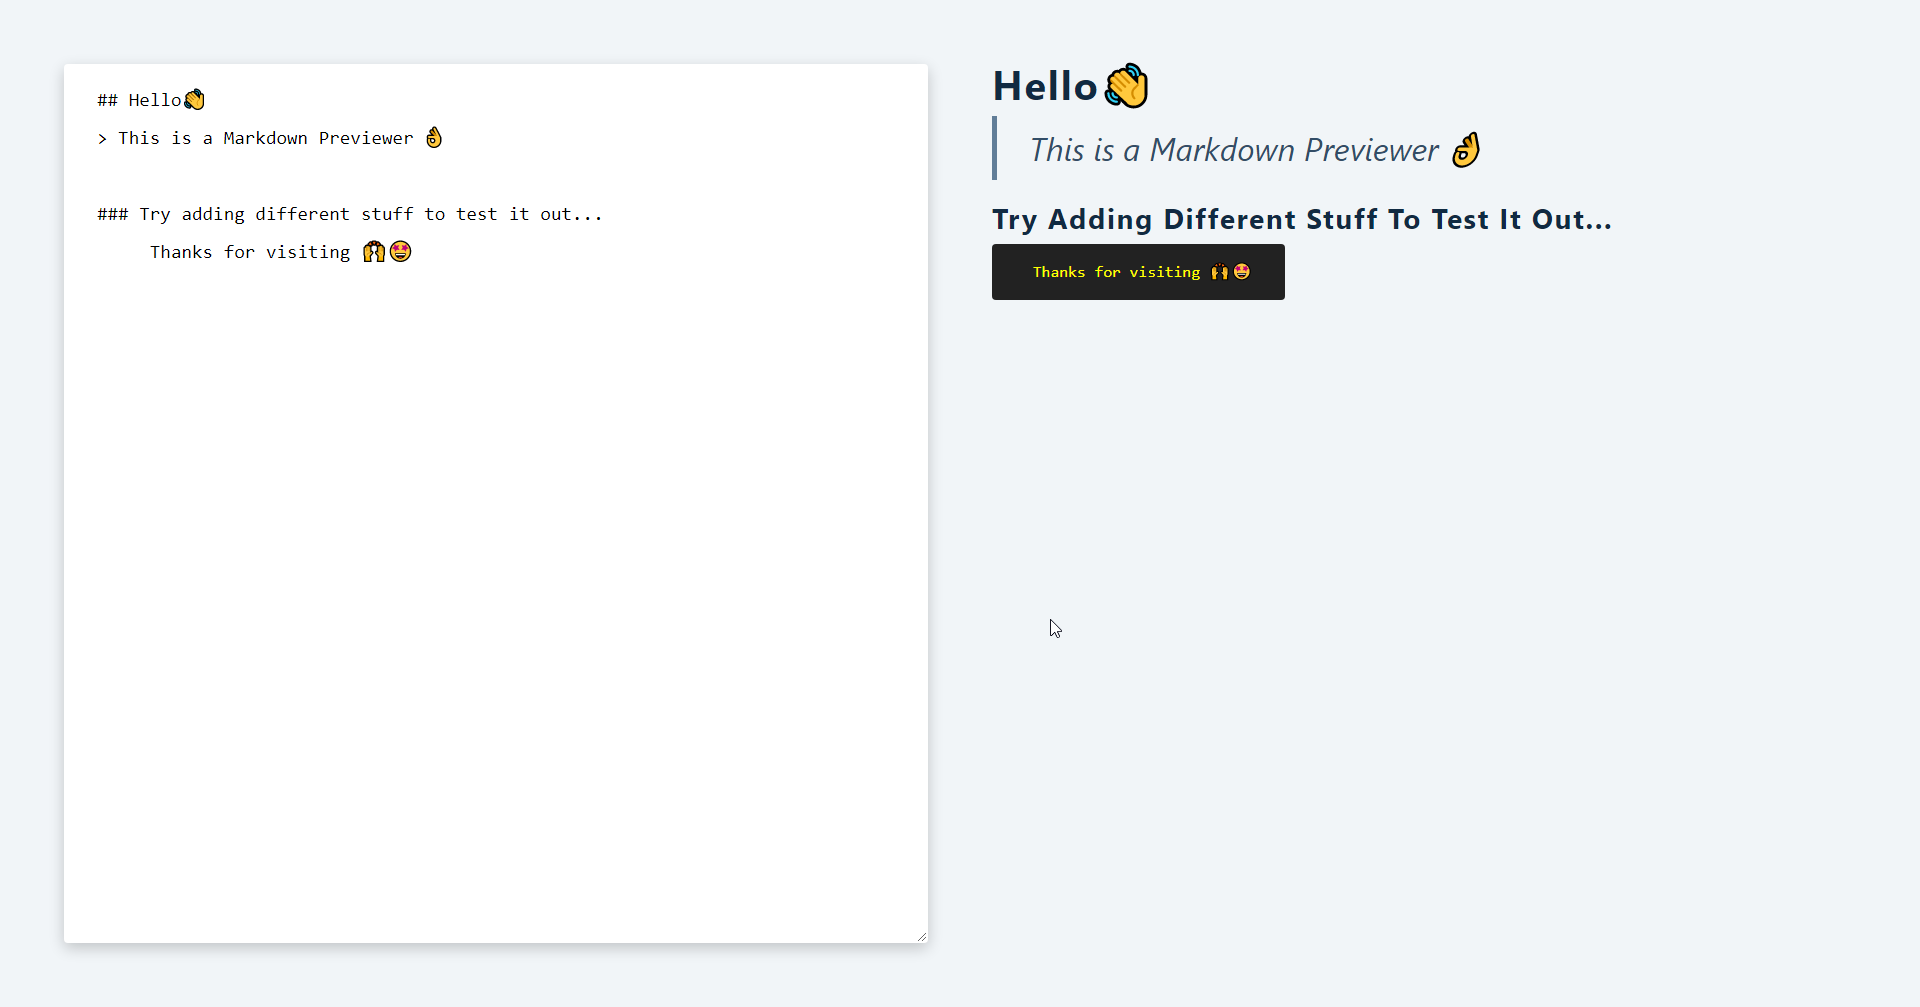 ## Hello👋
> This is a Markdown Previewer 👌
### Try adding different stuff to test it out...
Thanks for visiting 🙌🤩
Hello👋
This is a Markdown Previewer 👌
Try Adding Different Stuff To Test It Out...
Thanks for visiting 🙌🤩